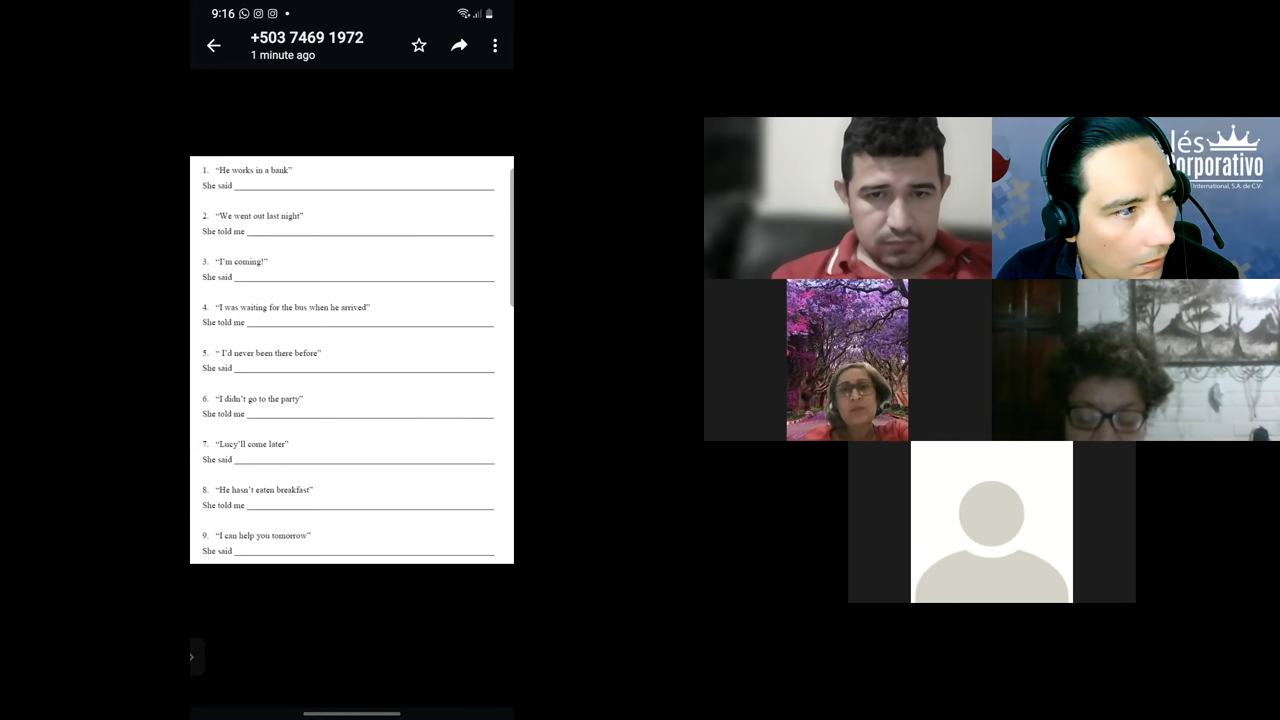 9:16
+503 7469 1972
1 minute ago
1. “He works in a bank”
She said
2. “We went out last night”
She told me
3. “I’m coming!”
She said
4. “I was waiting for the bus when he arrived”
She told me
5. “ I’d never been there before”
She said
6. “I didn’t go to the party”
She told me
7. “Lucy’ll come later”
She said
8. “He hasn’t eaten breakfast”
She told me
9. “I can help you tomorrow”
She said
lés
orporativo
International, S.A. de C.V.